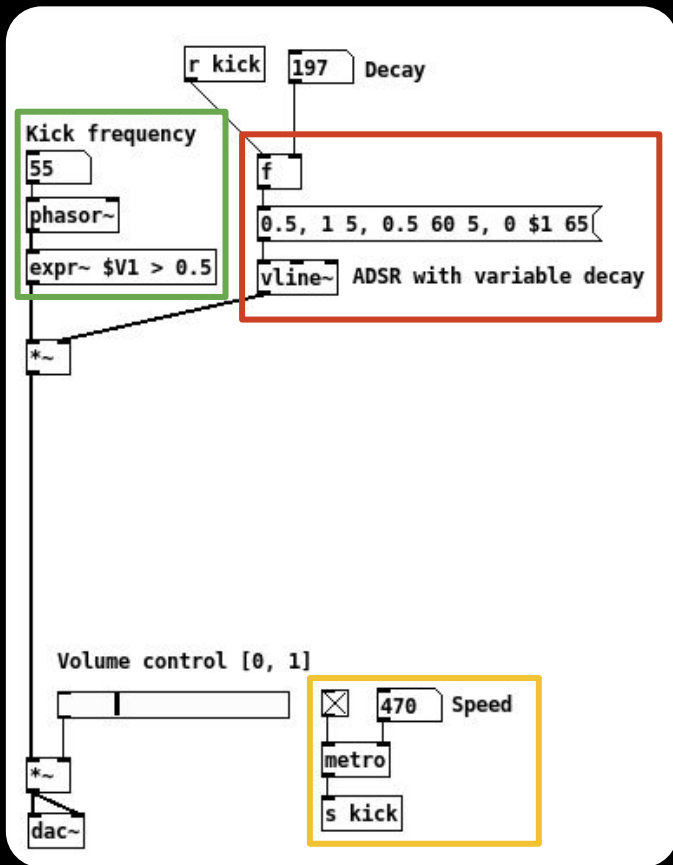 r kick
197
Decay
Kick frequency
55
f
phasor~
0.5, 1 5, 0.5 60 5, 0 $1 65
expr~ $V1 > 0.5
vline~
ADSR with variable decay
*~
Volume control [0, 1]
470
Speed
metro
*~
s kick
dac~